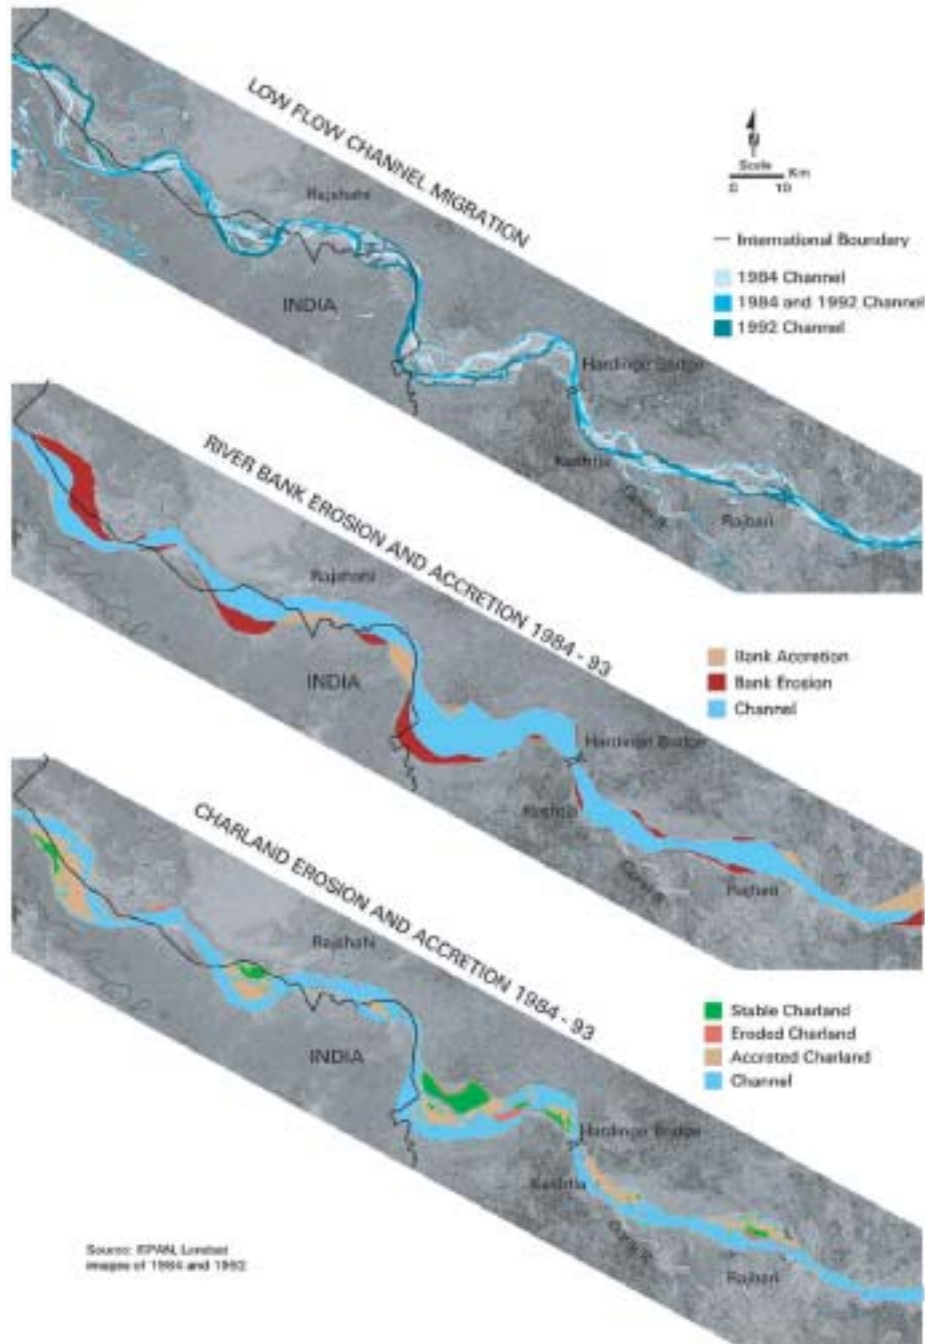 LOW FLOW CHANNEL MIGRATION
N
Scale
Km
0 10
Rajshahi
International Boundary
INDIA
1984 Channel
1984 and 1992 Channel
1992 Channel
Hardinge Bridge
Kushtia
Rajbari
RIVER BANK EROSION AND ACCRETION 1984 - 93
Rajshahi
INDIA
Bank Accretion
Bank Erosion
Channel
Hardinge Bridge
Kushtia
Rajbari
CHARLAND EROSION AND ACCRETION 1984 - 93
Rajshahi
INDIA
Stable Charland
Eroded Charland
Accreted Charland
Channel
Hardinge Bridge
Kushtia
Rajbari
Source: Landsat
images of 1984 and 1992